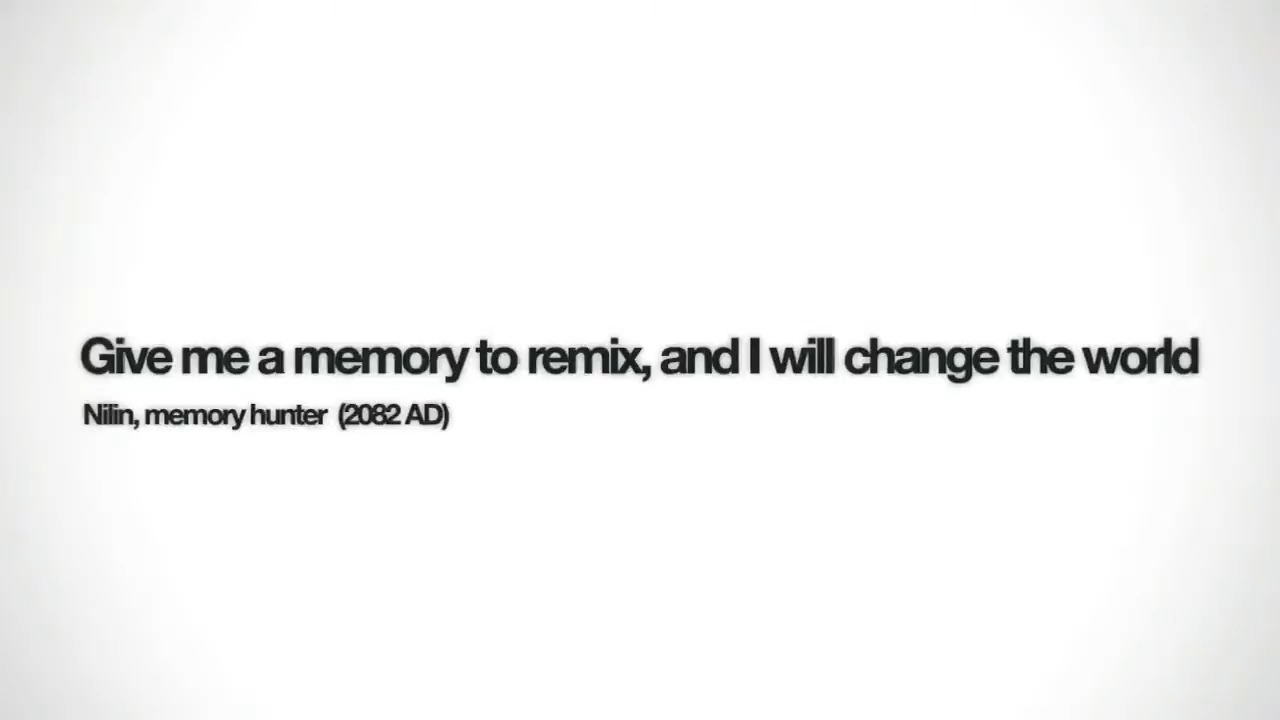 Give me a memory to remix, and I will change the world
Nilin, memory hunter (2082 AD)